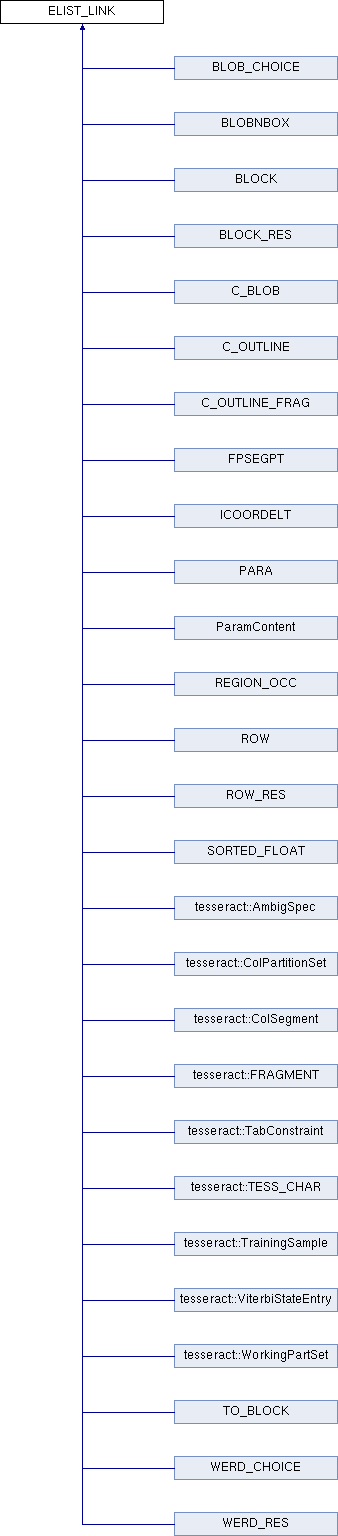 ELIST_LINK
BLOB_CHOICE
BLOBNBOX
BLOCK
BLOCK_RES
C_BLOB
C_OUTLINE
C_OUTLINE_FRAG
FPSEGPT
ICOORDELT
PARA
ParamContent
REGION_OCC
ROW
ROW_RES
SORTED_FLOAT
tesseract::AmbigSpec
tesseract::ColPartitionSet
tesseract::ColSegment
tesseract::FRAGMENT
tesseract::TabConstraint
tesseract::TESS_CHAR
tesseract::TrainingSample
tesseract::ViterbiStateEntry
tesseract::WorkingPartSet
TO_BLOCK
WERD_CHOICE
WERD_RES